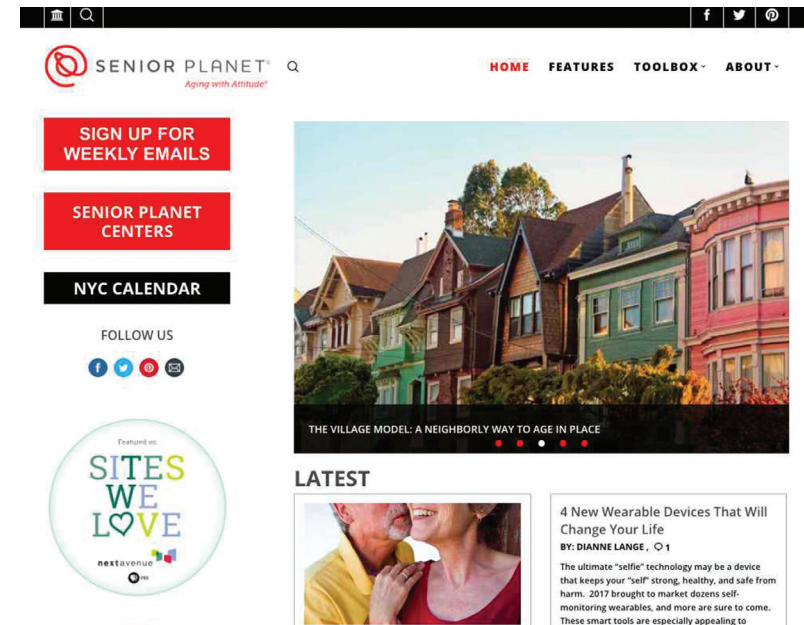 SENIOR PLANET®
Aging with Attitude®
HOME FEATURES TOOLBOX ABOUT
SIGN UP FOR
WEEKLY EMAILS
SENIOR PLANET
CENTERS
NYC CALENDAR
FOLLOW US
Featured on
SITES
WE
LOVE
nextavenue
PBS
THE VILLAGE MODEL: A NEIGHBORLY WAY TO AGE IN PLACE
LATEST
4 New Wearable Devices That Will
Change Your Life
BY: DIANNE LANGE, 1
The ultimate “selfie” technology may be a device
that keeps your “self” strong, healthy, and safe from
harm. 2017 brought to market dozens self-
monitoring wearables, and more are sure to come.
These smart tools are especially appealing to